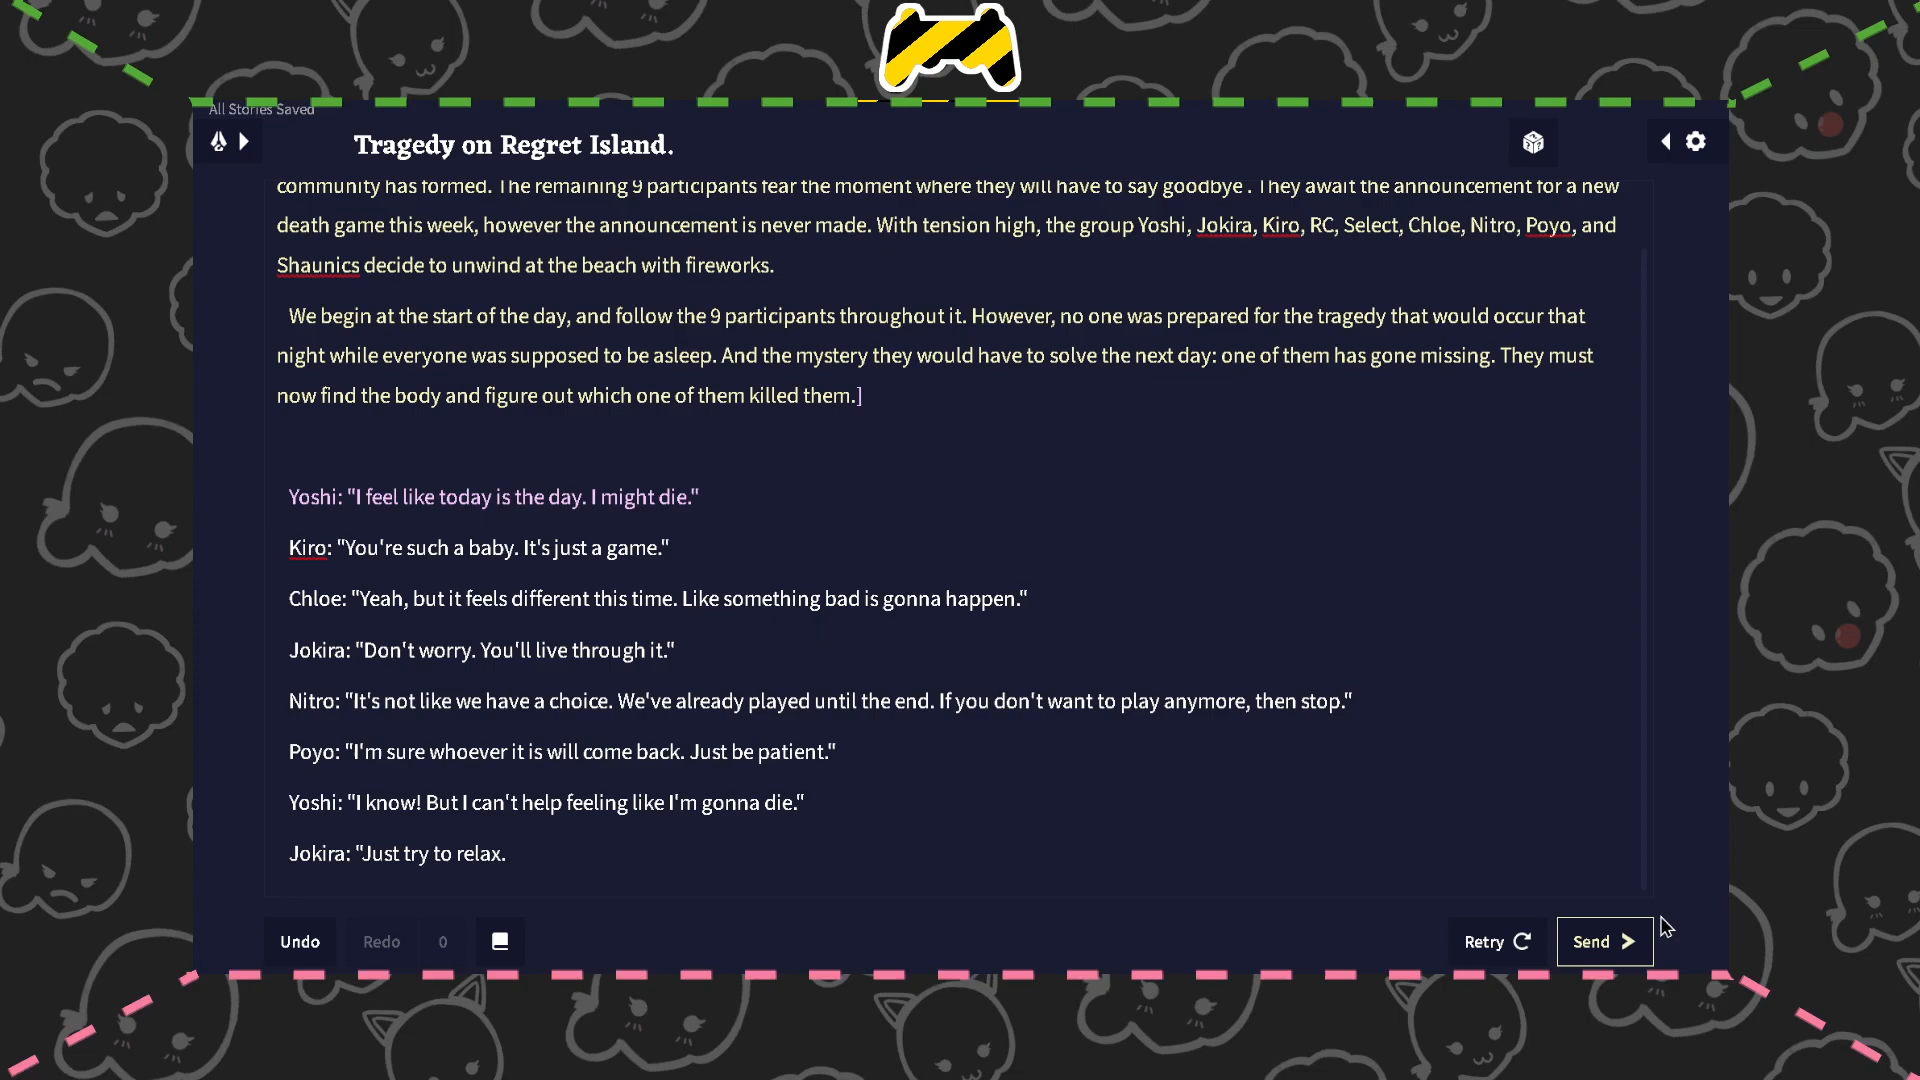 All Stories Saved
Tragedy on Regret Island.
community has formed. The remaining 9 participants fear the moment where they will have to say goodbye . They await the announcement for a new
death game this week, however the announcement is never made. With tension high, the group Yoshi, Jokira, Kiro, RC, Select, Chloe, Nitro, Poyo, and
Shaunics decide to unwind at the beach with fireworks.
We begin at the start of the day, and follow the 9 participants throughout it. However, no one was prepared for the tragedy that would occur that
night while everyone was supposed to be asleep. And the mystery they would have to solve the next day: one of them has gone missing. They must
now find the body and figure out which one of them killed them.]
Yoshi: "I feel like today is the day. I might die."
Kiro: "You're such a baby. It's just a game."
Chloe: "Yeah, but it feels different this time. Like something bad is gonna happen."
Jokira: "Don't worry. You'll live through it."
Nitro: "It's not like we have a choice. We've already played until the end. If you don't want to play anymore, then stop."
Poyo: "I'm sure whoever it is will come back. Just be patient."
Yoshi: "I know! But I can't help feeling like I'm gonna die."
Jokira: "Just try to relax.
Undo Redo 0 Retry Send